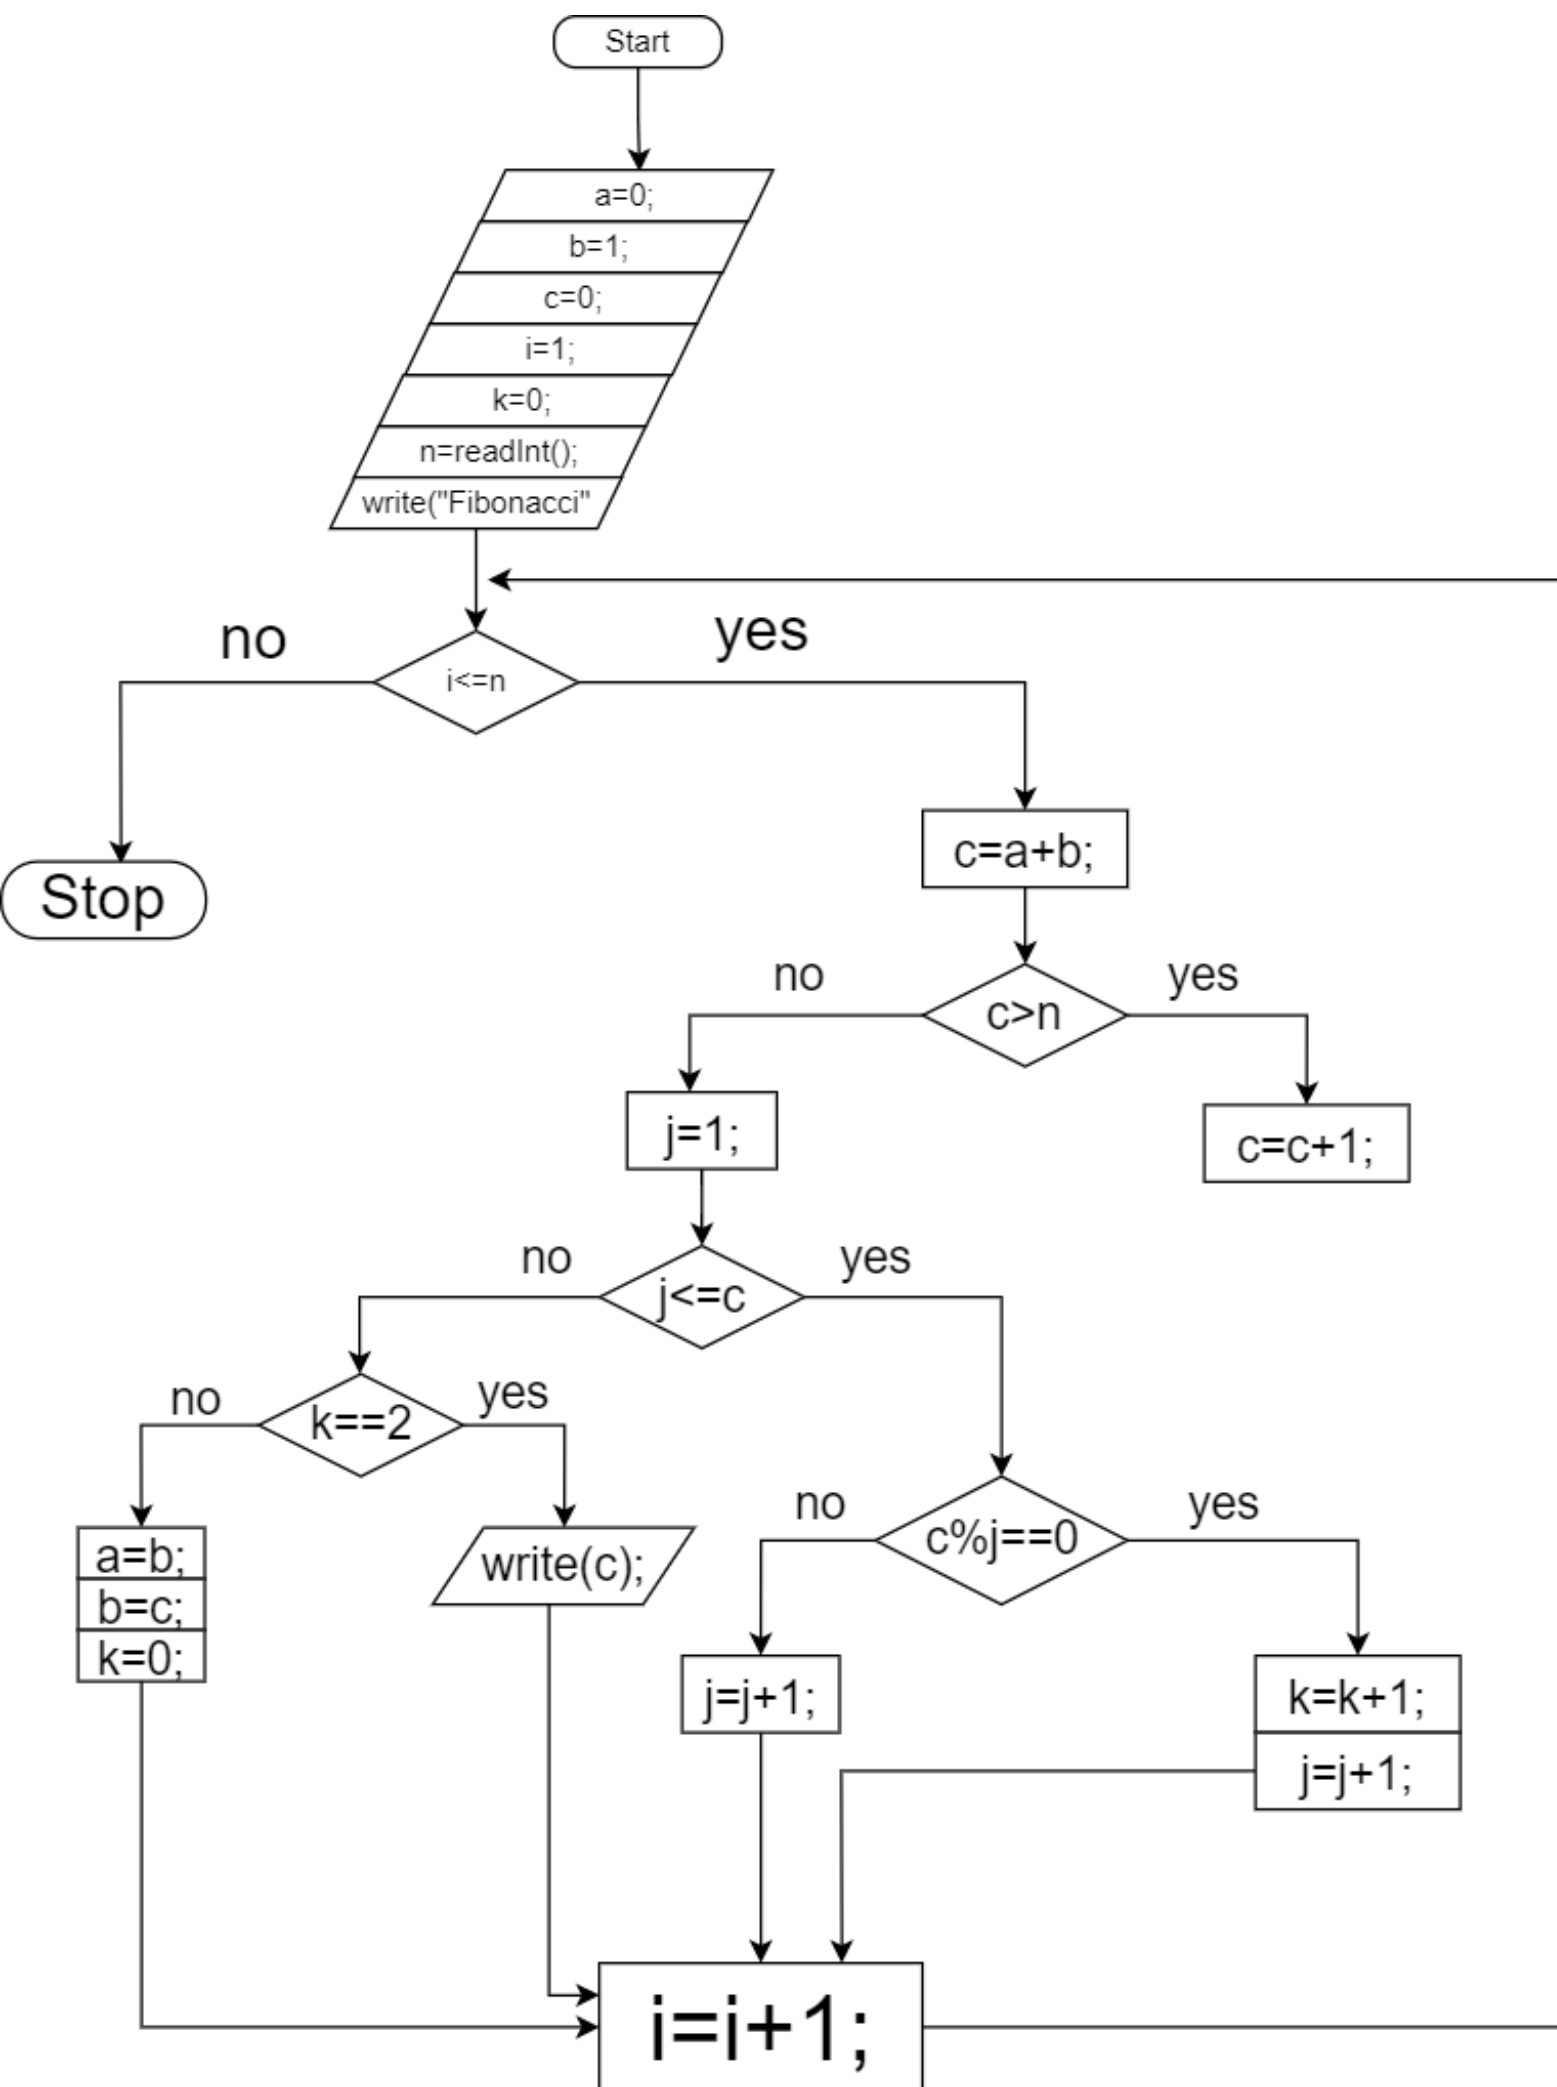 Start
a=0;
b=1;
c=0;
i=1;
k=0;
n=readInt();
write("Fibonacci"
no
yes
i<=n
Stop
c=a+b;
no
yes
c>n
j=1;
c=c+1;
no
yes
j<=c
no
yes
k==2
no
yes
c%j==0
a=b;
b=c;
k=0;
write(c);
j=j+1;
k=k+1;
j=j+1;
i=i+1;